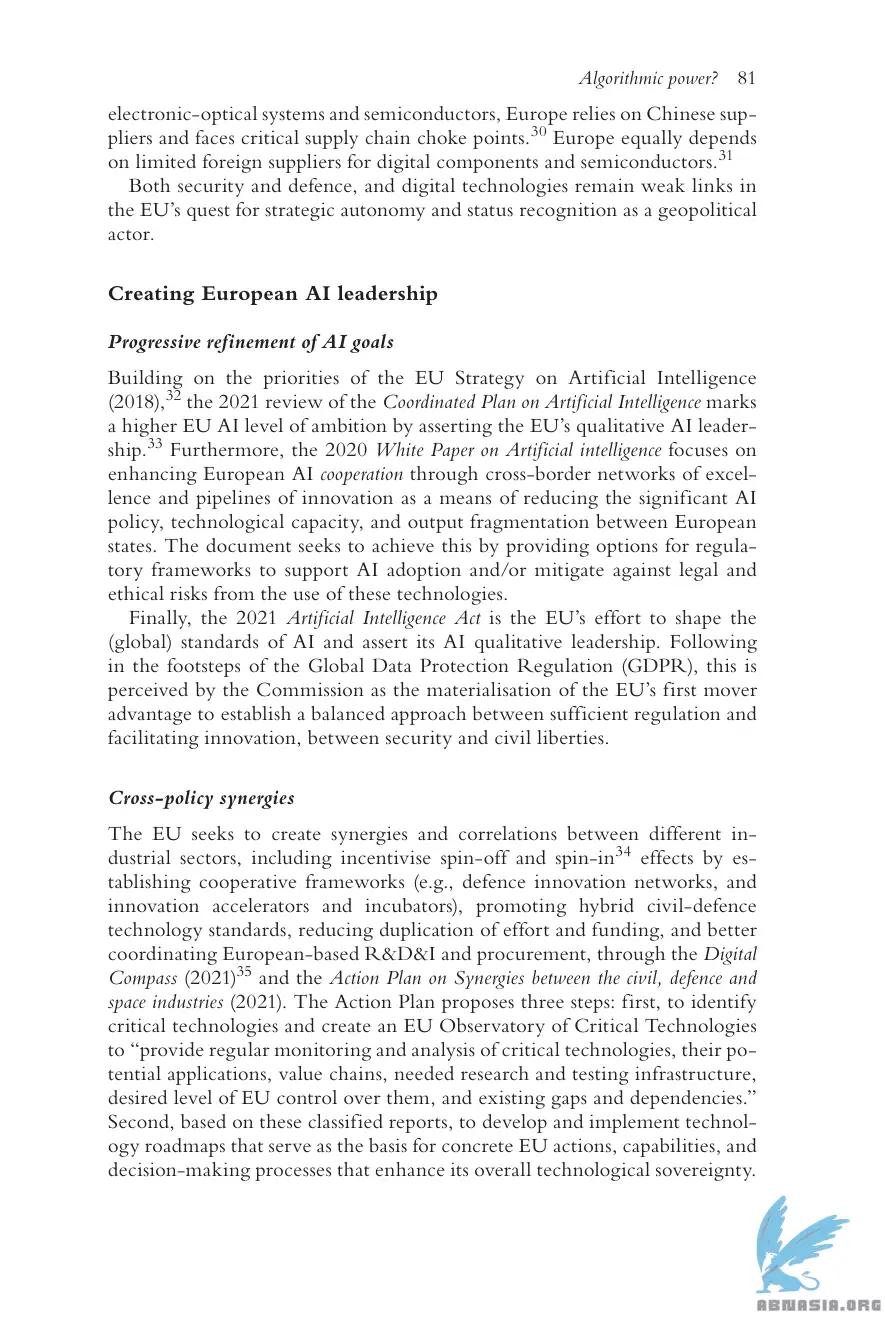 Algorithmic power? 81
electronic-optical systems and semiconductors, Europe relies on Chinese sup-
pliers and faces critical supply chain choke points.30 Europe equally depends
on limited foreign suppliers for digital components and semiconductors.31
Both security and defence, and digital technologies remain weak links in
the EU’s quest for strategic autonomy and status recognition as a geopolitical
actor.
Creating European AI leadership
Progressive refinement of AI goals
Building on the priorities of the EU Strategy on Artificial Intelligence
(2018),32 the 2021 review of the Coordinated Plan on Artificial Intelligence marks
a higher EU AI level of ambition by asserting the EU’s qualitative AI leader-
ship.33 Furthermore, the 2020 White Paper on Artificial intelligence focuses on
enhancing European AI cooperation through cross-border networks of excel-
lence and pipelines of innovation as a means of reducing the significant AI
policy, technological capacity, and output fragmentation between European
states. The document seeks to achieve this by providing options for regula-
tory frameworks to support AI adoption and/or mitigate against legal and
ethical risks from the use of these technologies.
Finally, the 2021 Artificial Intelligence Act is the EU’s effort to shape the
(global) standards of AI and assert its AI qualitative leadership. Following
in the footsteps of the Global Data Protection Regulation (GDPR), this is
perceived by the Commission as the materialisation of the EU’s first mover
advantage to establish a balanced approach between sufficient regulation and
facilitating innovation, between security and civil liberties.
Cross-policy synergies
The EU seeks to create synergies and correlations between different in-
dustrial sectors, including incentivise spin-off and spin-in34 effects by es-
tablishing cooperative frameworks (e.g., defence innovation networks, and
innovation accelerators and incubators), promoting hybrid civil-defence
technology standards, reducing duplication of effort and funding, and better
coordinating European-based R&D&I and procurement, through the Digital
Compass (2021)35 and the Action Plan on Synergies between the civil, defence and
space industries (2021). The Action Plan proposes three steps: first, to identify
critical technologies and create an EU Observatory of Critical Technologies
to “provide regular monitoring and analysis of critical technologies, their po-
tential applications, value chains, needed research and testing infrastructure,
desired level of EU control over them, and existing gaps and dependencies.”
Second, based on these classified reports, to develop and implement technol-
ogy roadmaps that serve as the basis for concrete EU actions, capabilities, and
decision-making processes that enhance its overall technological sovereignty.
ABNASIA.ORG